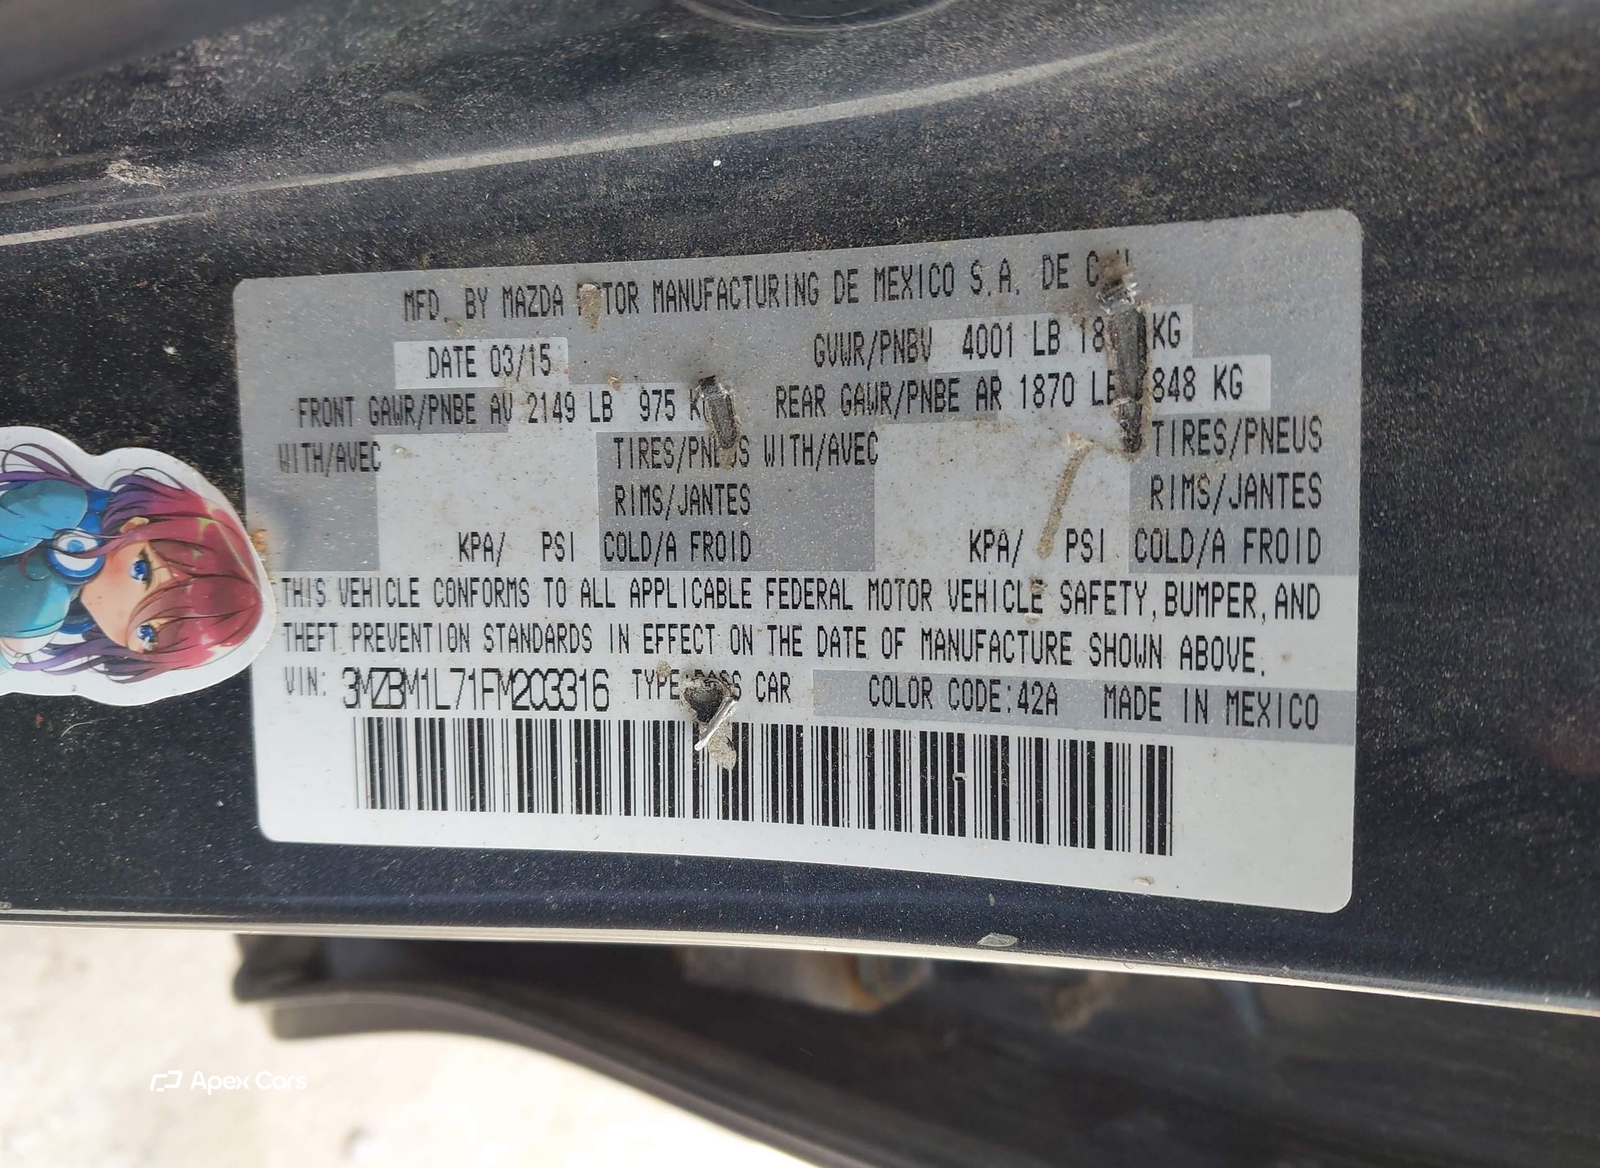 MFD. BY MAZDA MANUFACTURING DE MEXICO S.A. DE
DATE 03/15 GVWR/PNBV 4001 LB KG
FRONT GAWR/PNBE AV 2149 LB 975 REAR GAWR/PNBE AR 1870 848 KG
WITH/AVEC TIRES/PNEUS WITH/AVEC TIRES/PNEUS
RIMS/JANTES RIMS/JANTES
KPA/ PSI COLD/A FROID KPA/ PSI COLD/A FROID
THIS VEHICLE CONFORMS TO ALL APPLICABLE FEDERAL MOTOR VEHICLE SAFETY, BUMPER, AND
THEFT PREVENTION STANDARDS IN EFFECT ON THE DATE OF MANUFACTURE SHOWN ABOVE.
VIN: 3MZBM1L71FM203316 TYPE:PASS CAR COLOR CODE:42A MADE IN MEXICO
Apex Cars